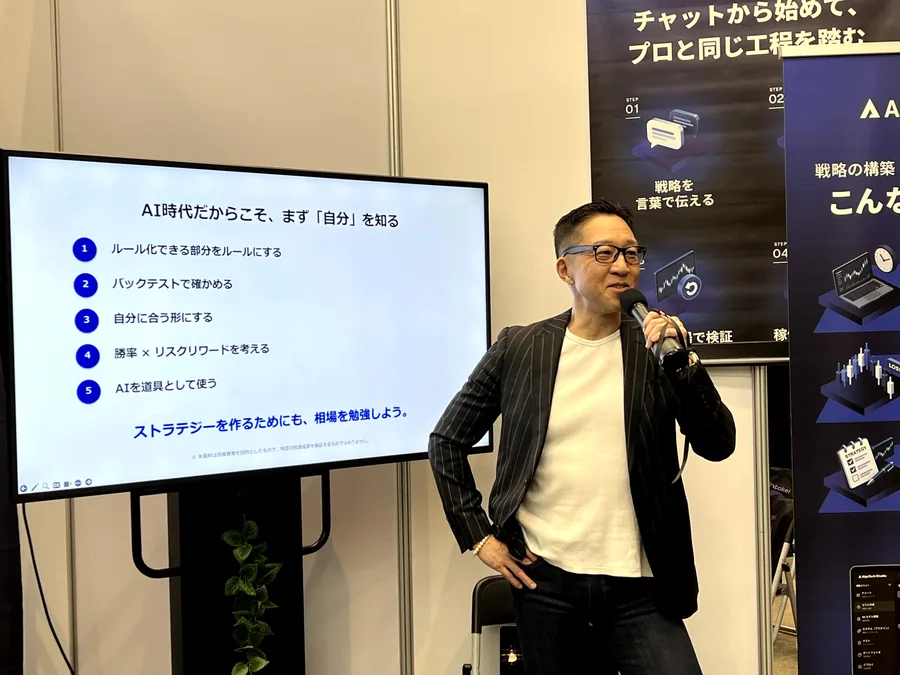 チャットから始めて、
プロと同じ工程を踏む
STEP
01
戦略を
言葉で伝える
STEP
02
STEP
04
で検証
AI時代だからこそ、まず「自分」を知る
1 ルール化できる部分をルールにする
2 バックテストで確かめる
3 自分に合う形にする
4 勝率 × リスクリワードを考える
5 AIを道具として使う
ストラテジーを作るためにも、相場を勉強しよう。
戦略の構築
こんな
STRATEGY
AlgoTech Studio